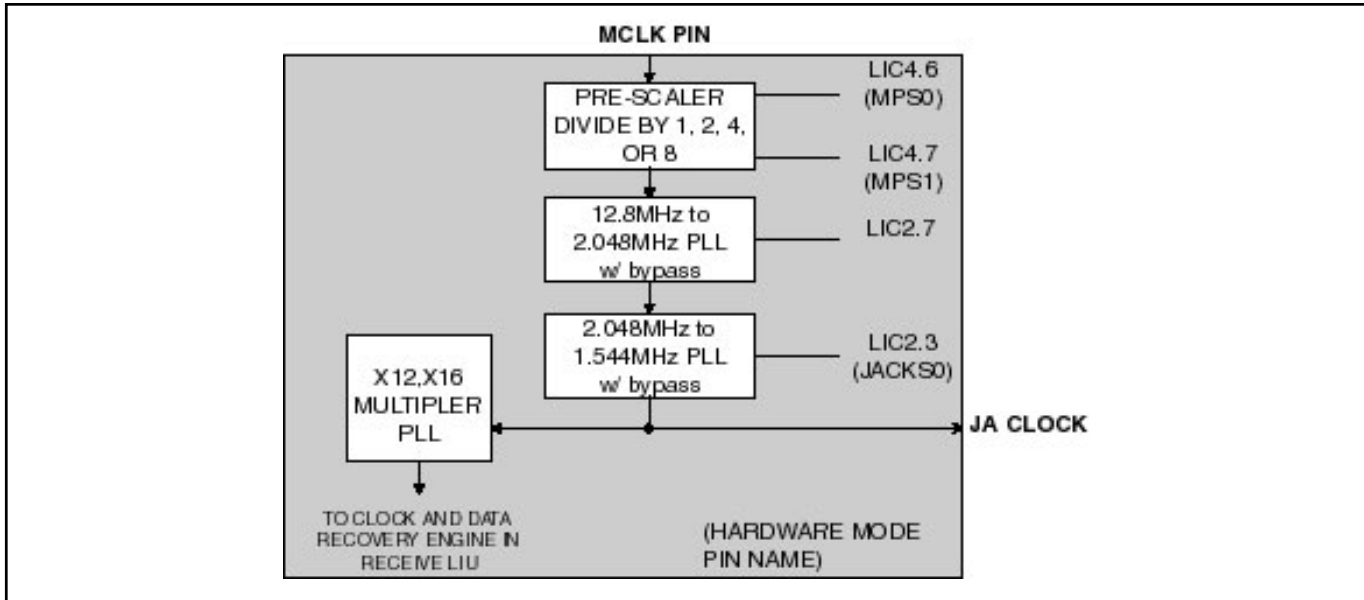 MCLK PIN
PRE-SCALER
DIVIDE BY 1, 2, 4,
OR 8
LIC4.6
(MPS0)
LIC4.7
(MPS1)
12.8MHz to
2.048MHz PLL
w/ bypass
LIC2.7
2.048MHz to
1.544MHz PLL
w/ bypass
LIC2.3
(JACKS0)
X12,X16
MULTIPLER
PLL
JA CLOCK
TO CLOCK AND DATA
RECOVERY ENGINE IN
RECEIVE LIU
(HARDWARE MODE
PIN NAME)